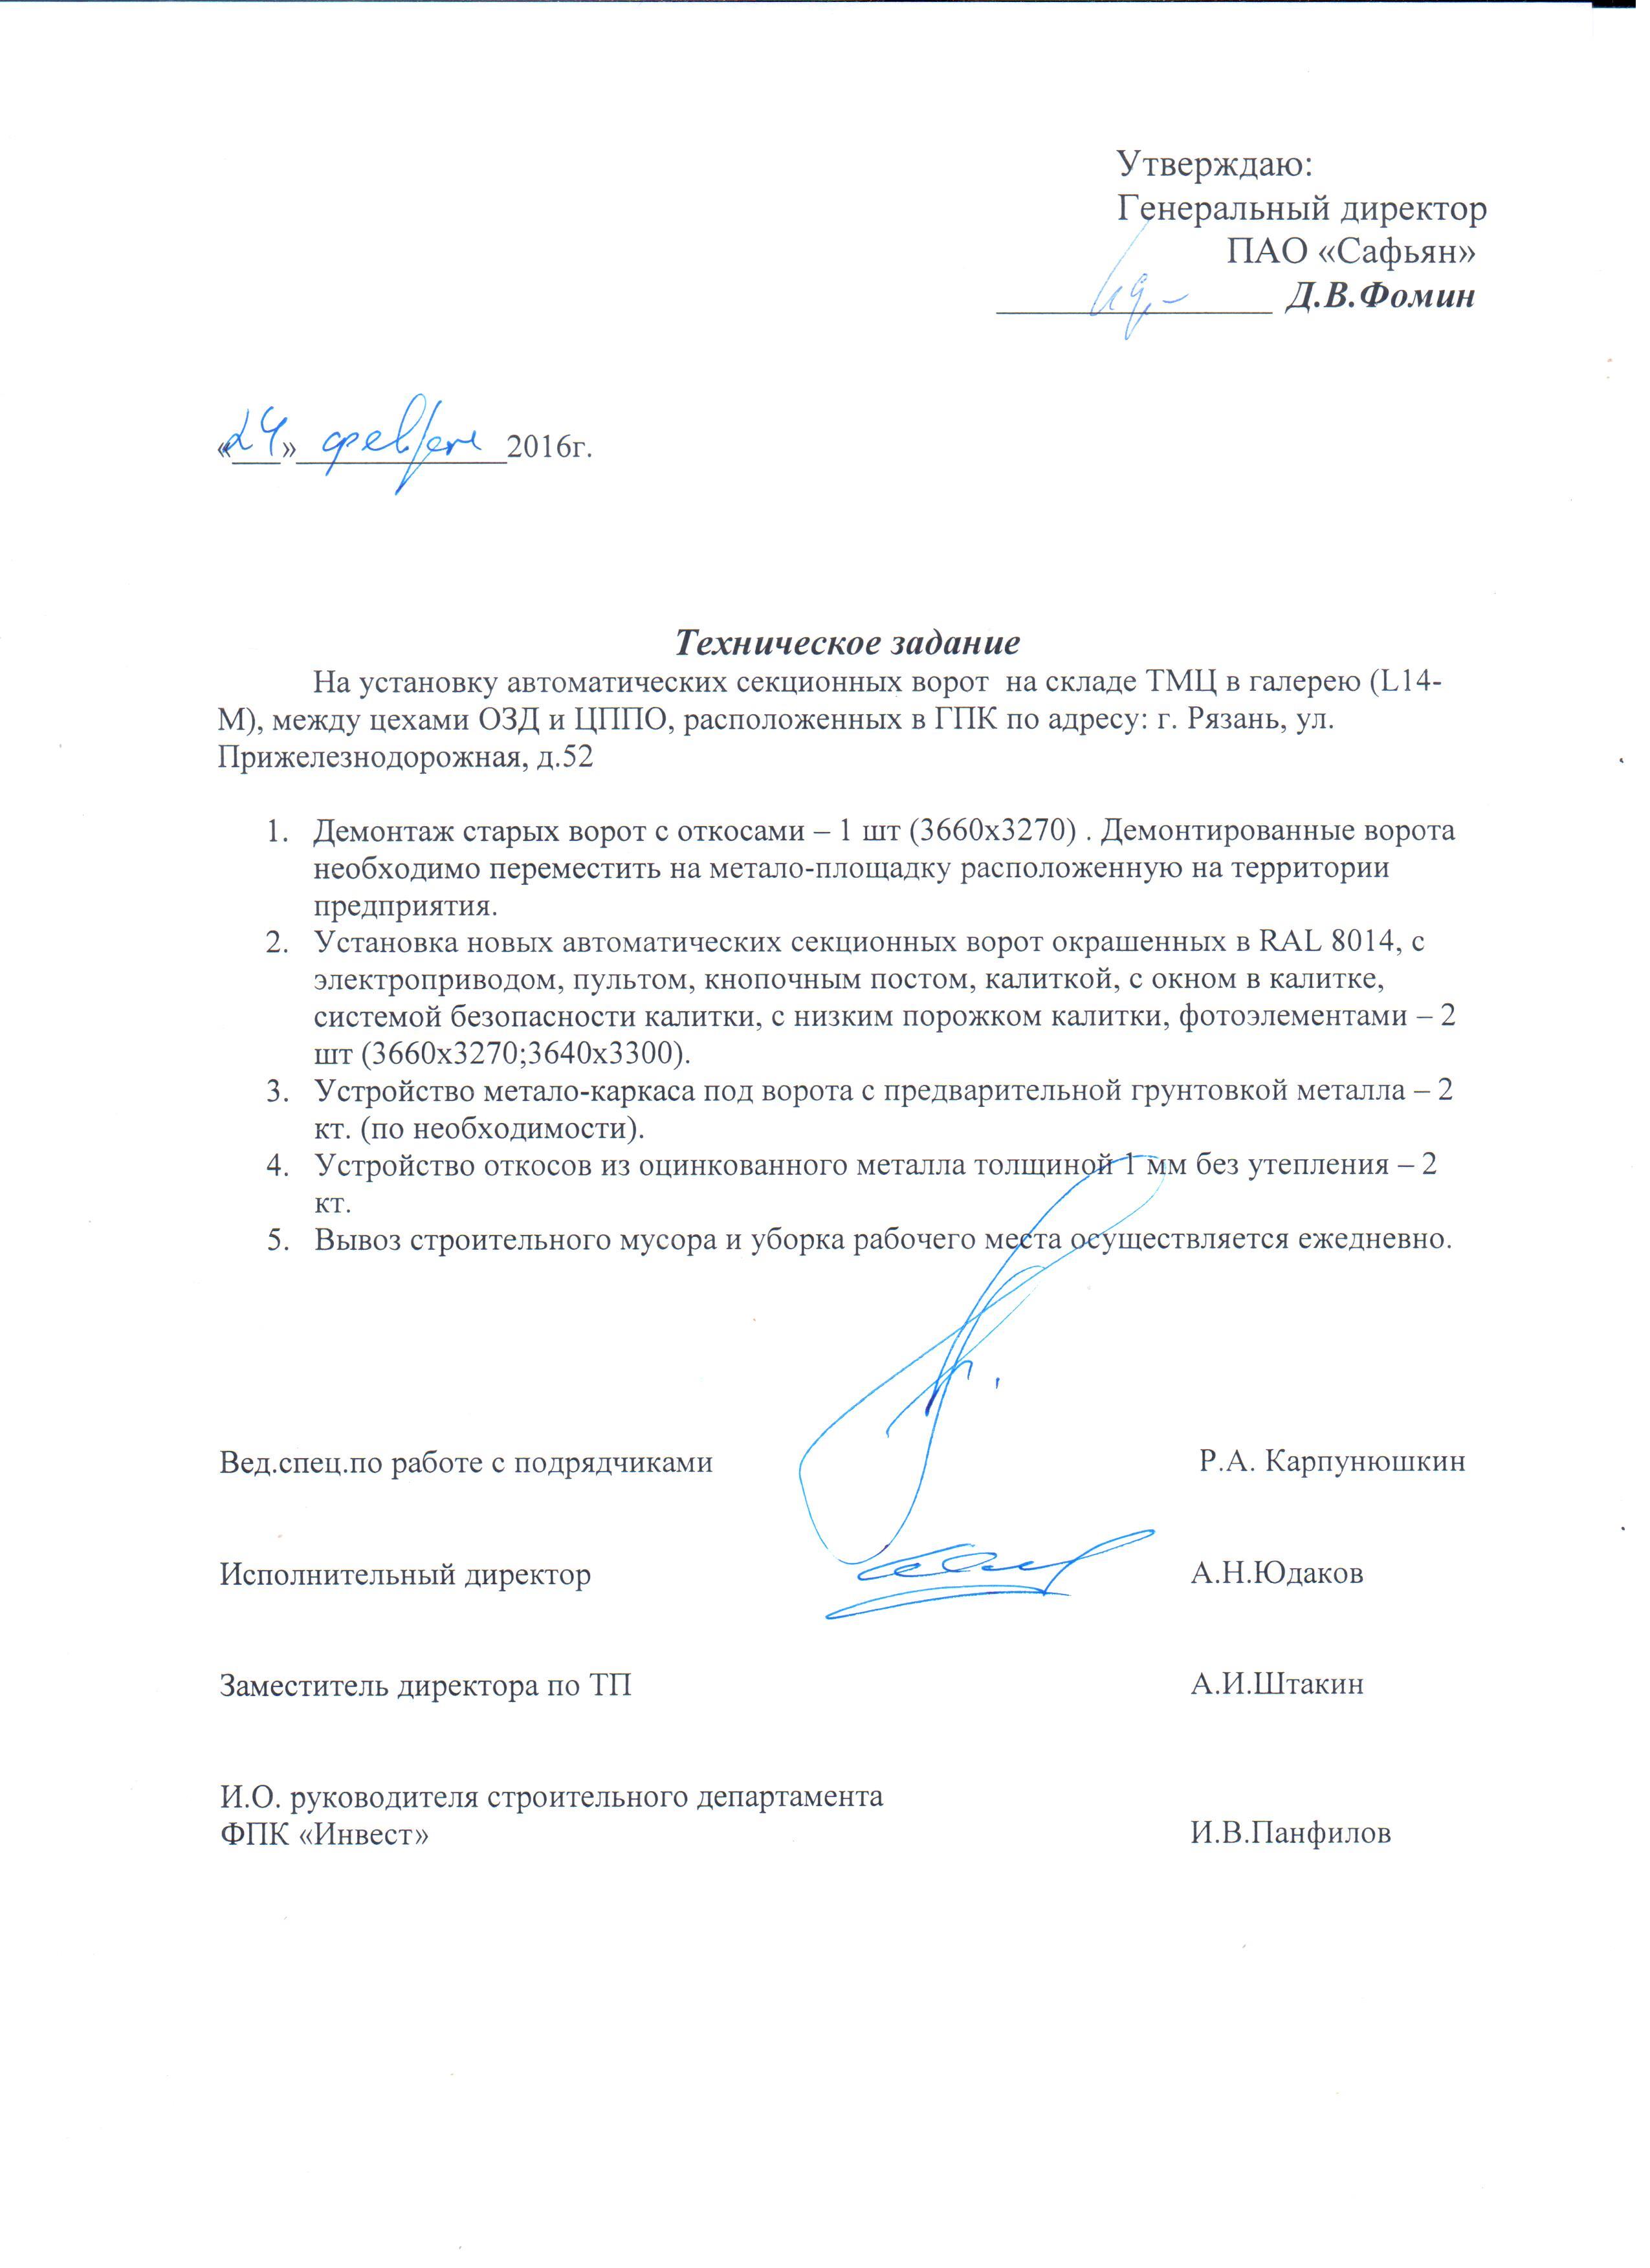 Утверждаю:
Генеральный директор
ПАО «Сафьян»
Д.В.Фомин
«24» февраля 2016г.
Техническое задание
На установку автоматических секционных ворот на складе ТМЦ в галерею (L14-
М), между цехами ОЗД и ЦППО, расположенных в ГПК по адресу: г. Рязань, ул.
Прижелезнодорожная, д.52
1. Демонтаж старых ворот с откосами – 1 шт (3660х3270) . Демонтированные ворота
необходимо переместить на метало-площадку расположенную на территории
предприятия.
2. Установка новых автоматических секционных ворот окрашенных в RAL 8014, с
электроприводом, пультом, кнопочным постом, калиткой, с окном в калитке,
системой безопасности калитки, с низким порожком калитки, фотоэлементами – 2
шт (3660х3270;3640х3300).
3. Устройство метало-каркаса под ворота с предварительной грунтовкой металла – 2
кт. (по необходимости).
4. Устройство откосов из оцинкованного металла толщиной 1 мм без утепления – 2
кт.
5. Вывоз строительного мусора и уборка рабочего места осуществляется ежедневно.
Вед.спец.по работе с подрядчиками Р.А. Карпунюшкин
Исполнительный директор А.Н.Юдаков
Заместитель директора по ТП А.И.Штакин
И.О. руководителя строительного департамента
ФПК «Инвест» И.В.Панфилов